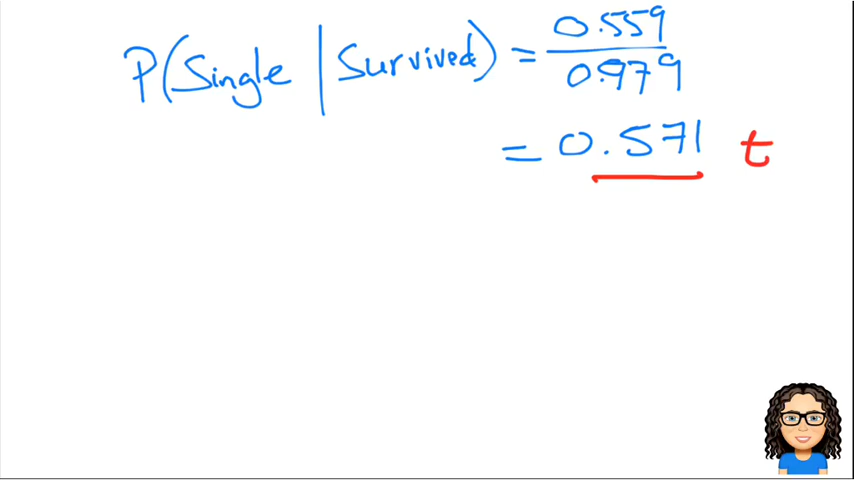 P(Single | Survived) = 0.559 / 0.979
= 0.571 t